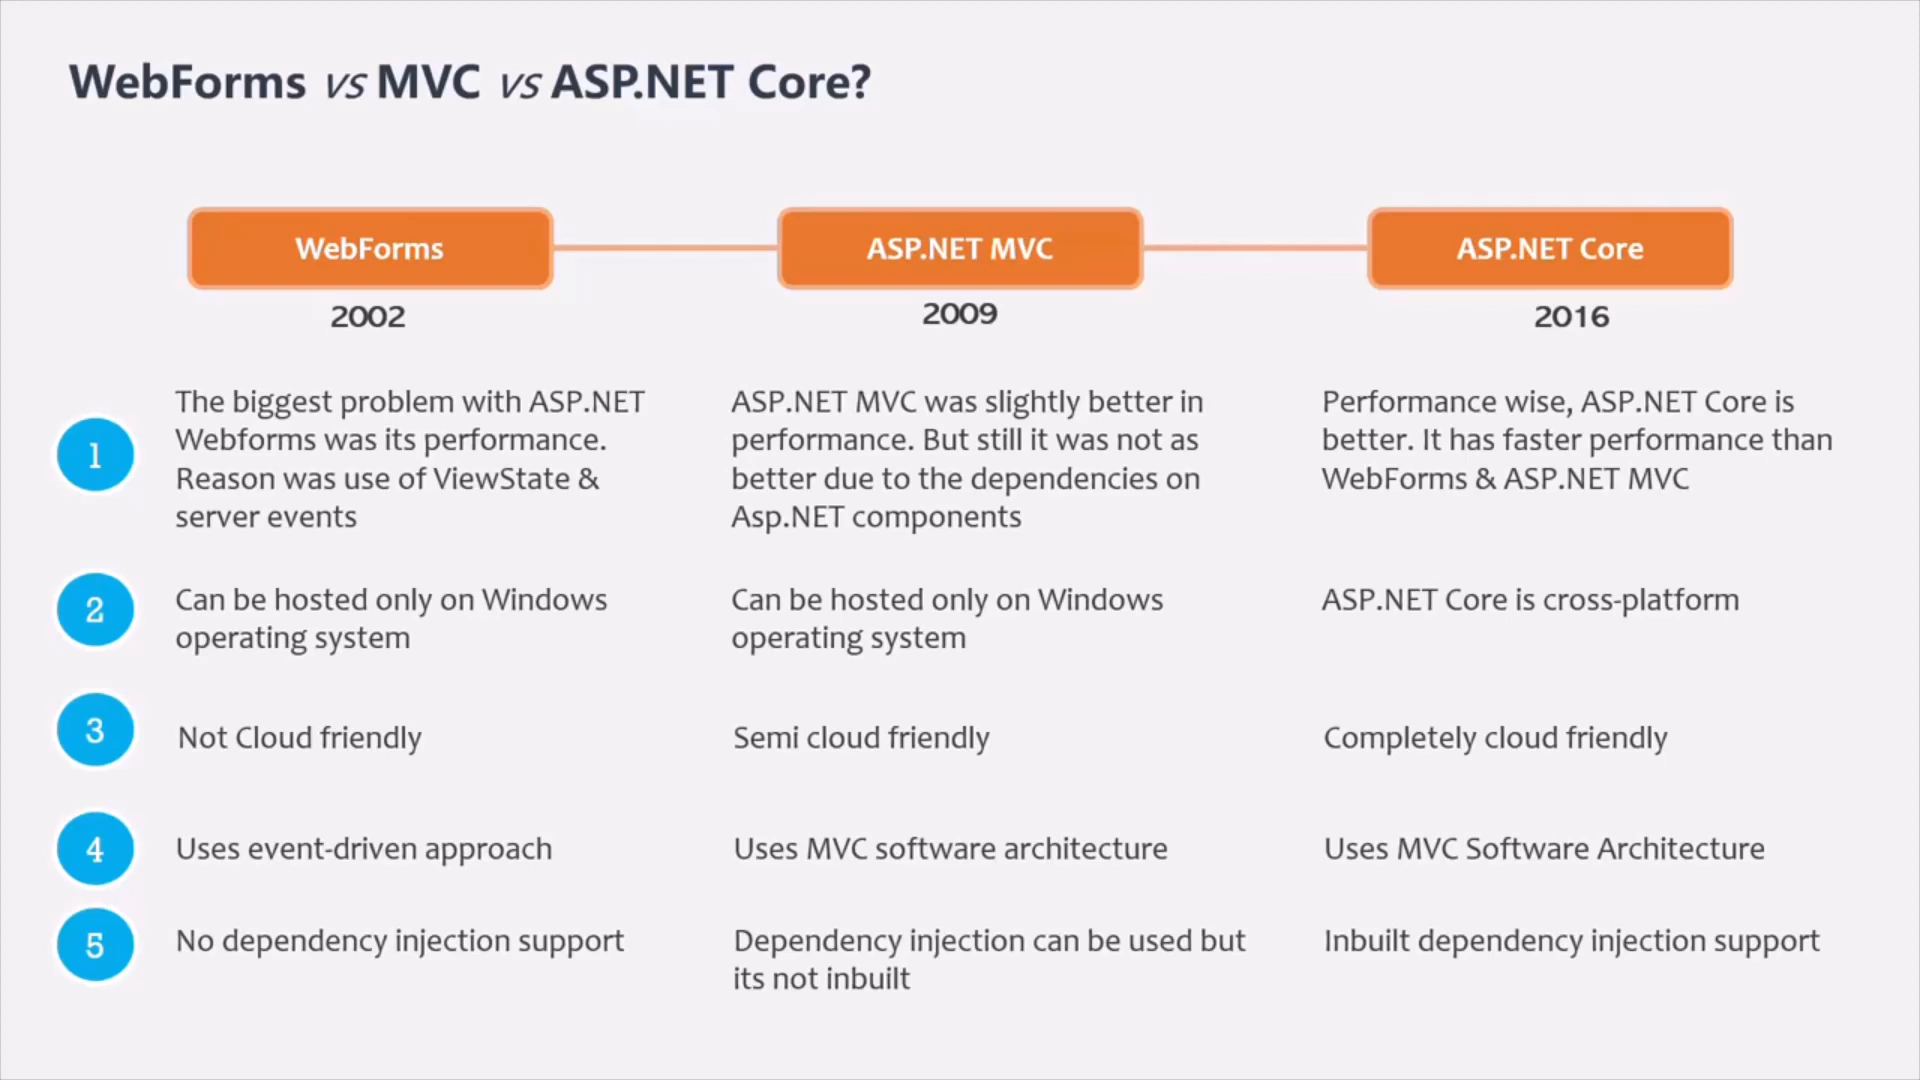 WebForms vs MVC vs ASP.NET Core?
WebForms
ASP.NET MVC
ASP.NET Core
2002
2009
2016
1
The biggest problem with ASP.NET
Webforms was its performance.
Reason was use of ViewState &
server events
ASP.NET MVC was slightly better in
performance. But still it was not as
better due to the dependencies on
Asp.NET components
Performance wise, ASP.NET Core is
better. It has faster performance than
WebForms & ASP.NET MVC
2
Can be hosted only on Windows
operating system
Can be hosted only on Windows
operating system
ASP.NET Core is cross-platform
3
Not Cloud friendly
Semi cloud friendly
Completely cloud friendly
4
Uses event-driven approach
Uses MVC software architecture
Uses MVC Software Architecture
5
No dependency injection support
Dependency injection can be used but
its not inbuilt
Inbuilt dependency injection support